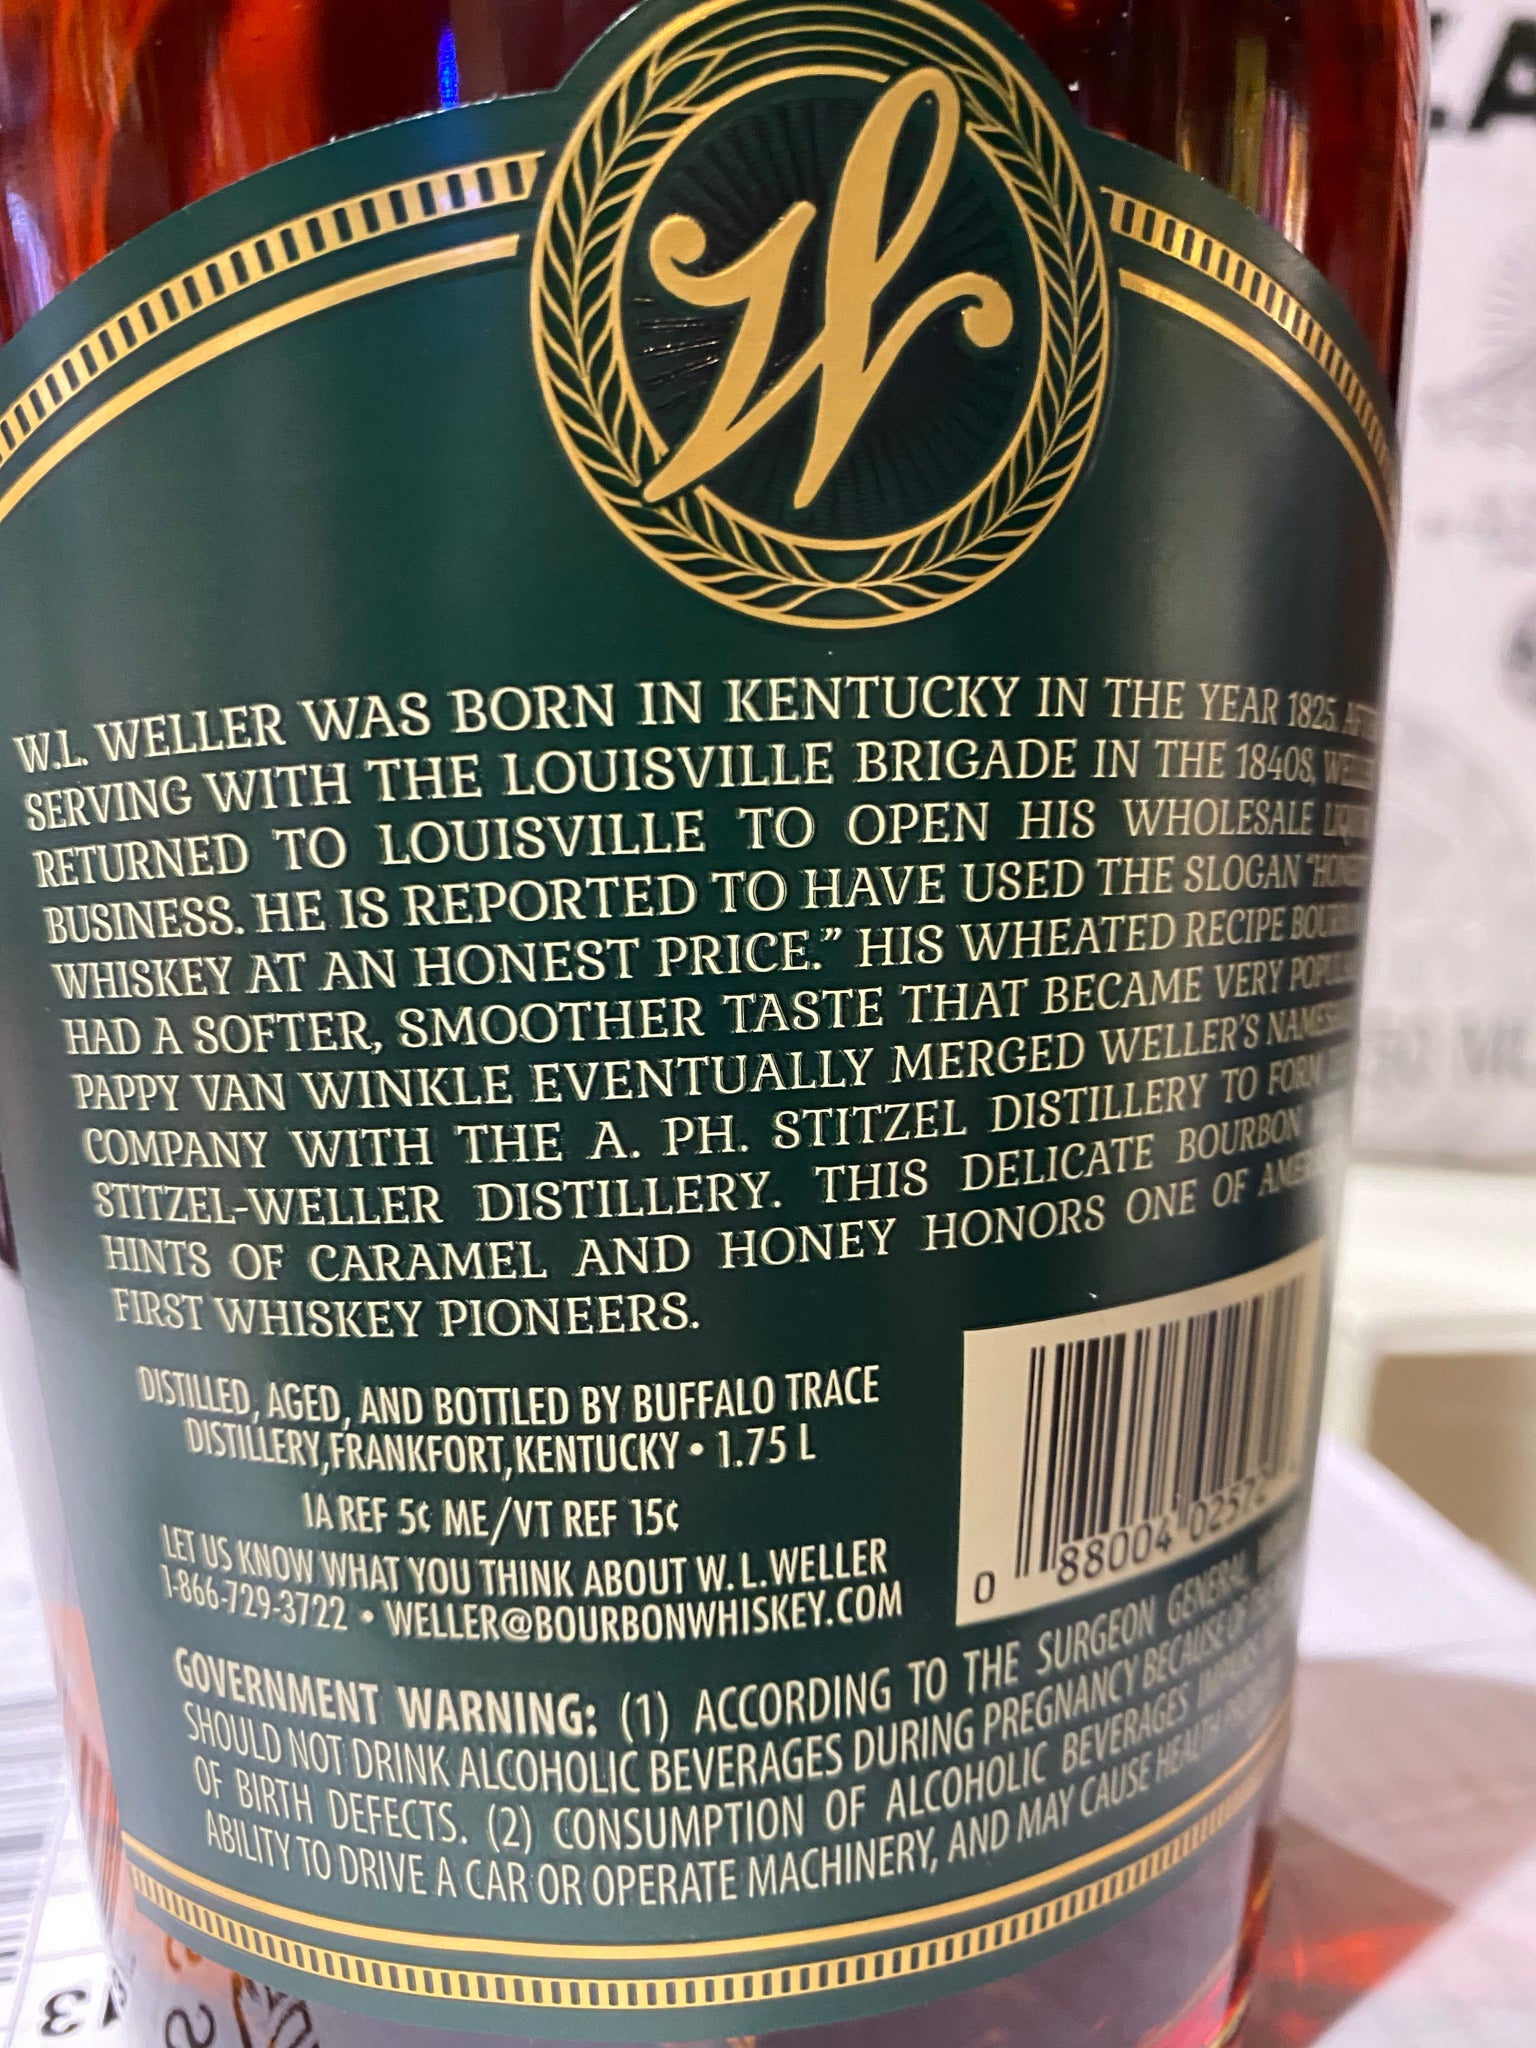 W
W.L. WELLER WAS BORN IN KENTUCKY IN THE YEAR 1825.
SERVING WITH THE LOUISVILLE BRIGADE IN THE 1840S,
RETURNED TO LOUISVILLE TO OPEN HIS WHOLESALE
BUSINESS. HE IS REPORTED TO HAVE USED THE SLOGAN
WHISKEY AT AN HONEST PRICE.” HIS WHEATED RECIPE
HAD A SOFTER, SMOOTHER TASTE THAT BECAME VERY
PAPPY VAN WINKLE EVENTUALLY MERGED WELLER’S
COMPANY WITH THE A. PH. STITZEL DISTILLERY TO FORM
STITZEL-WELLER DISTILLERY. THIS DELICATE BOURBON
HINTS OF CARAMEL AND HONEY HONORS ONE OF
FIRST WHISKEY PIONEERS.
DISTILLED, AGED, AND BOTTLED BY BUFFALO TRACE
DISTILLERY, FRANKFORT, KENTUCKY • 1.75 L
IA REF 5¢ ME/VT REF 15¢
LET US KNOW WHAT YOU THINK ABOUT W.L.WELLER
1-866-729-3722 • WELLER@BOURBONWHISKEY.COM
0 88004
GOVERNMENT WARNING: (1) ACCORDING TO THE SURGEON GENERAL,
SHOULD NOT DRINK ALCOHOLIC BEVERAGES DURING PREGNANCY BECAUSE OF
OF BIRTH DEFECTS. (2) CONSUMPTION OF ALCOHOLIC BEVERAGES IMPAIRS
ABILITY TO DRIVE A CAR OR OPERATE MACHINERY, AND MAY CAUSE HEALTH